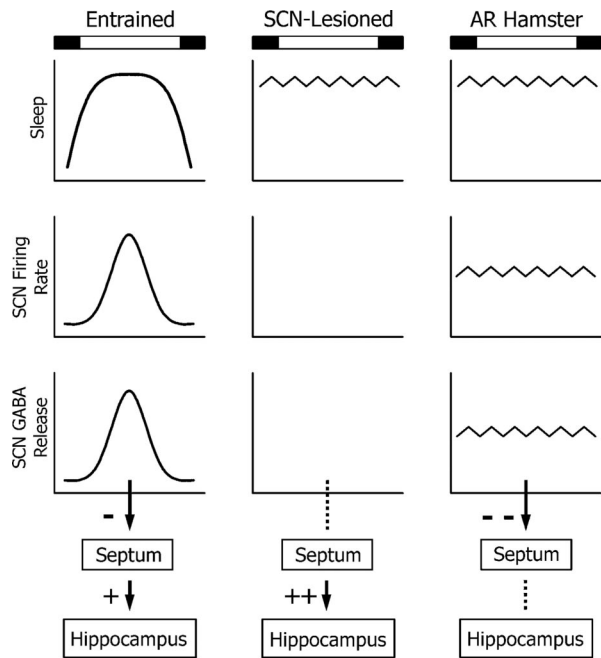 Entrained
SCN-Lesioned
AR Hamster
Sleep
SCN Firing
Rate
SCN GABA
Release
-
- -
Septum
Septum
Septum
+
++
Hippocampus
Hippocampus
Hippocampus